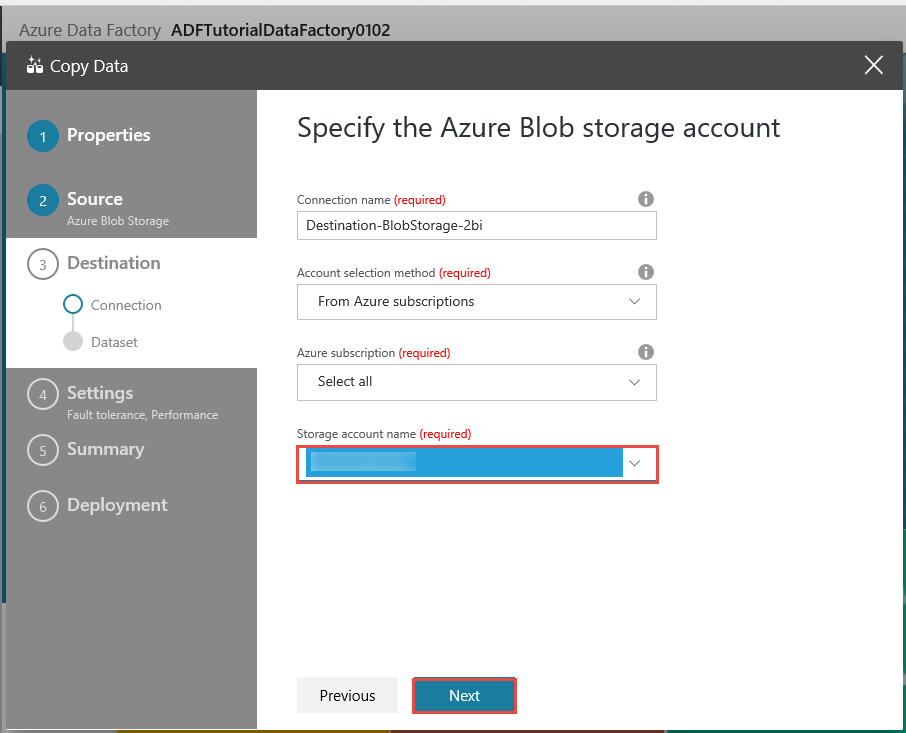 Azure Data Factory ADFTutorialDataFactory0102
Copy Data
1 Properties
2 Source
Azure Blob Storage
3 Destination
Connection
Dataset
4 Settings
Fault tolerance, Performance
5 Summary
6 Deployment
Specify the Azure Blob storage account
Connection name (required)
Destination-BlobStorage-2bi
Account selection method (required)
From Azure subscriptions
Azure subscription (required)
Select all
Storage account name (required)
Previous
Next